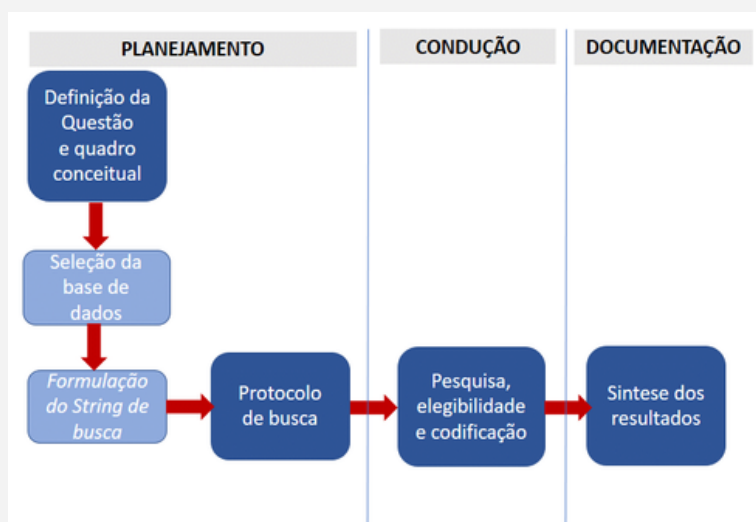 PLANEJAMENTO
CONDUÇÃO
DOCUMENTAÇÃO
Definição da
Questão
e quadro
conceitual
Seleção da
base de
dados
Formulação
do String de
busca
Protocolo
de busca
Pesquisa,
elegibilidade
e codificação
Sintese dos
resultados